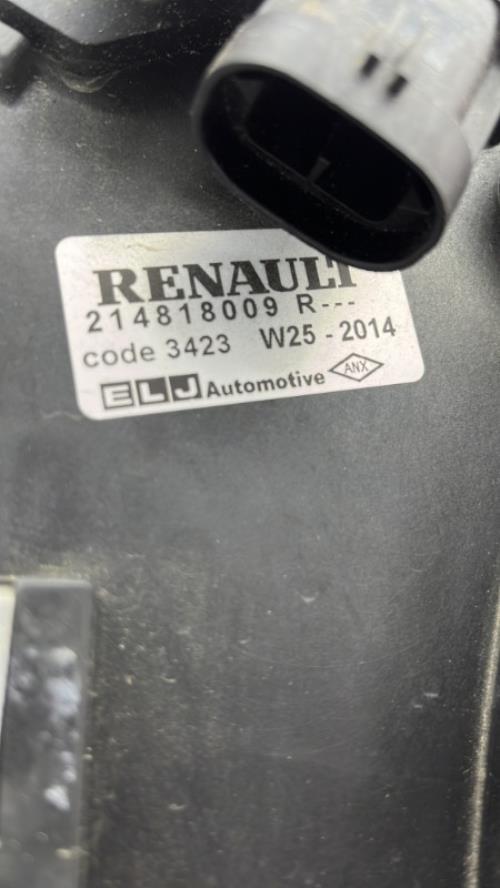 RENAULT
214818009 R---
code 3423 W25 - 2014
ELJ Automotive ANX